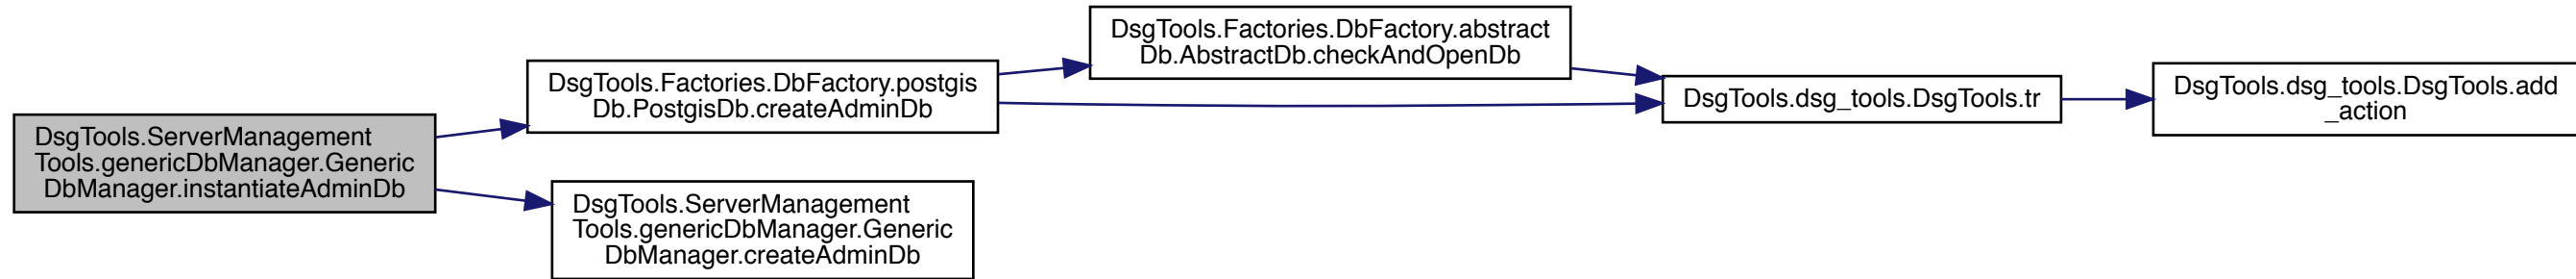 DsgTools.ServerManagement
Tools.genericDbManager.Generic
DbManager.instantiateAdminDb
DsgTools.Factories.DbFactory.postgis
Db.PostgisDb.createAdminDb
DsgTools.ServerManagement
Tools.genericDbManager.Generic
DbManager.createAdminDb
DsgTools.Factories.DbFactory.abstract
Db.AbstractDb.checkAndOpenDb
DsgTools.dsg_tools.DsgTools.tr
DsgTools.dsg_tools.DsgTools.add
_action